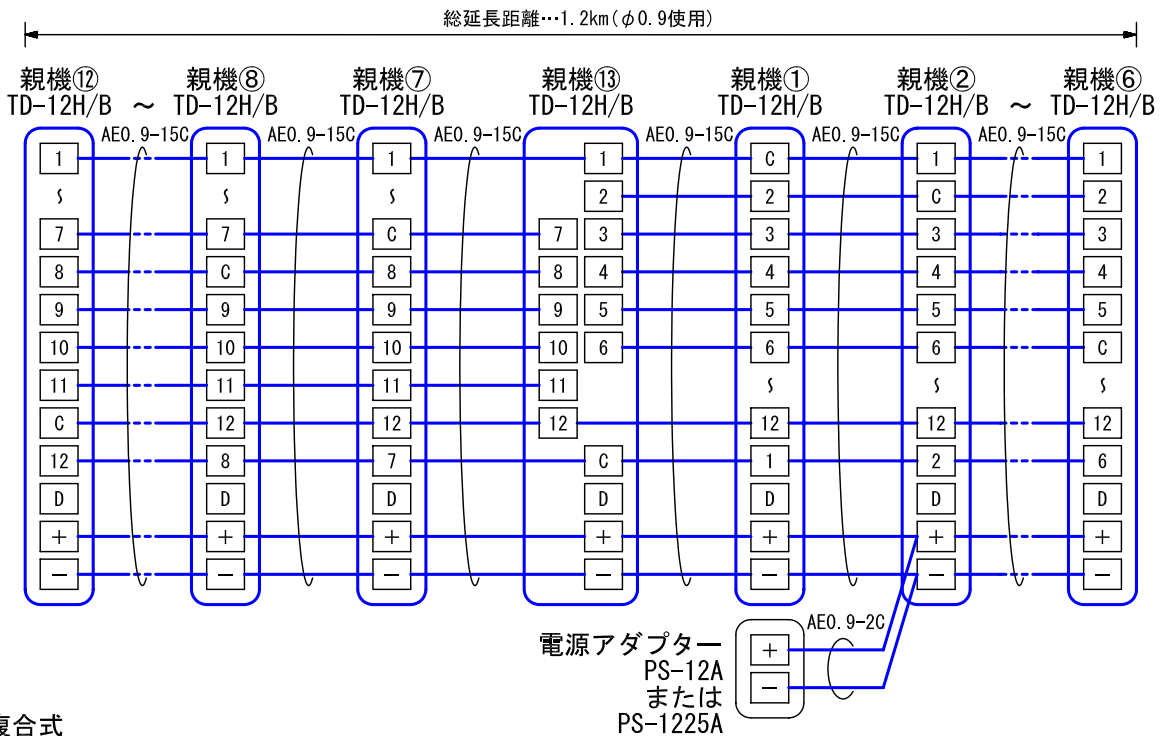 総延長距離…1.2km(φ0.9使用)
親機⑫ 親機⑧ 親機⑦ 親機⑬ 親機① 親機② 親機⑥
TD-12H/B ～ TD-12H/B TD-12H/B TD-12H/B TD-12H/B TD-12H/B ～ TD-12H/B
AE0.9-15C AE0.9-15C AE0.9-15C AE0.9-15C AE0.9-15C AE0.9-15C
1 1 1 1 C 1 1
～ ～ ～ 2 2 C 2
7 7 C 7 3 3 3 3
8 C 8 8 4 4 4 4
9 9 9 9 5 5 5 5
10 10 10 10 6 6 6 C
11 11 11 11 ～ ～ ～
C 12 12 12 12 12 12
12 8 7 C 1 2 6
D D D D D D D
+ + + + + + +
− − − − − − −
AE0.9-2C
電源アダプター +
PS-12A
または −
PS-1225A
複合式